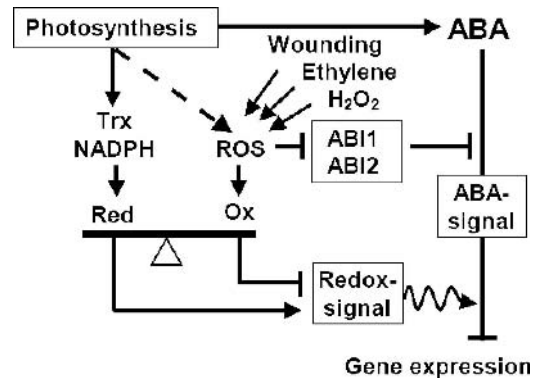 Photosynthesis
ABA
Wounding
Ethylene
H₂O₂
Trx
NADPH
ROS
ABI1
ABI2
ABA-
signal
Red
Ox
Redox-
signal
Gene expression